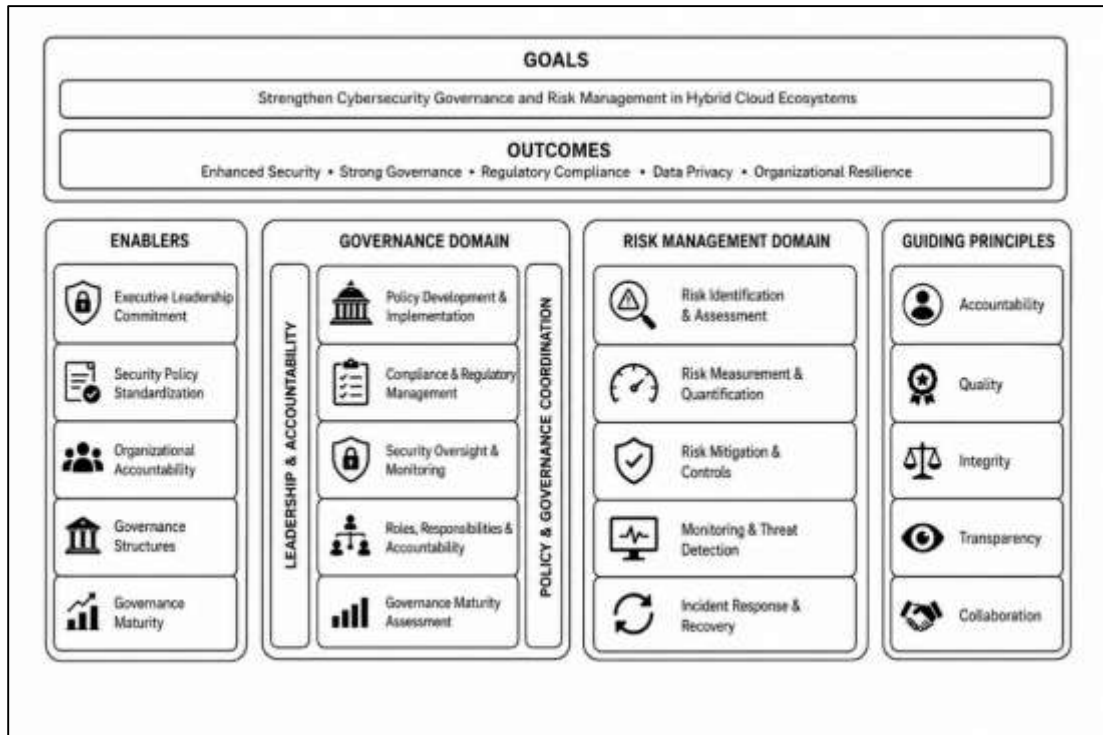 GOALS
Strengthen Cybersecurity Governance and Risk Management in Hybrid Cloud Ecosystems
OUTCOMES
Enhanced Security • Strong Governance • Regulatory Compliance • Data Privacy • Organizational Resilience
ENABLERS
Executive Leadership
Commitment
Security Policy
Standardization
Organizational
Accountability
Governance
Structures
Governance
Maturity
GOVERNANCE DOMAIN
LEADERSHIP & ACCOUNTABILITY
Policy Development &
Implementation
Compliance & Regulatory
Management
Security Oversight &
Monitoring
Roles, Responsibilities &
Accountability
Governance Maturity
Assessment
POLICY & GOVERNANCE COORDINATION
RISK MANAGEMENT DOMAIN
Risk Identification
& Assessment
Risk Measurement &
Quantification
Risk Mitigation &
Controls
Monitoring & Threat
Detection
Incident Response &
Recovery
GUIDING PRINCIPLES
Accountability
Quality
Integrity
Transparency
Collaboration